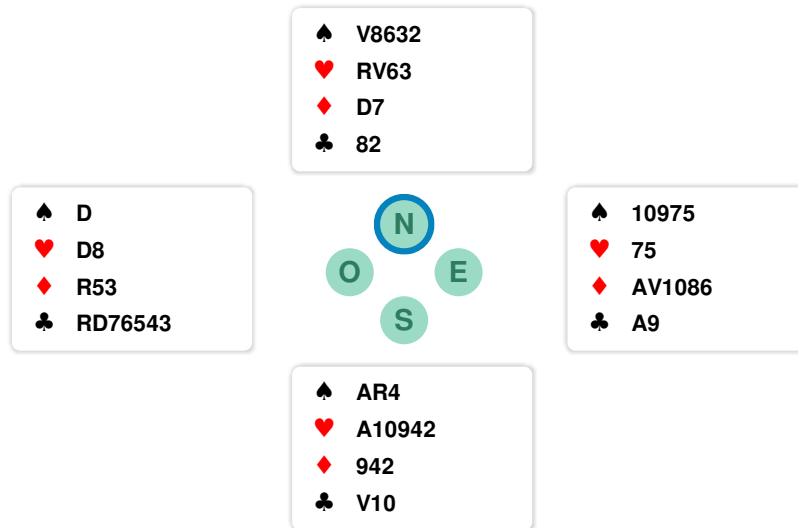 ♠ V8632
♥ RV63
♦ D7
♣ 82
♠ D
♥ D8
♦ R53
♣ RD76543
N
O E
S
♠ 10975
♥ 75
♦ AV1086
♣ A9
♠ AR4
♥ A10942
♦ 942
♣ V10